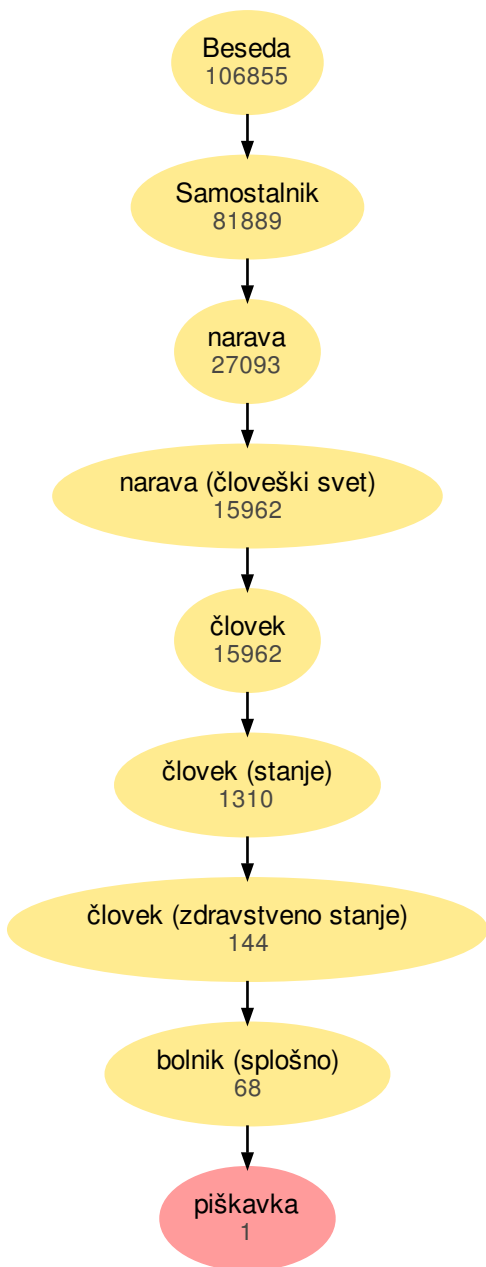 Beseda
106855
Samostalnik
81889
narava
27093
narava (človeški svet)
15962
človek
15962
človek (stanje)
1310
človek (zdravstveno stanje)
144
bolnik (splošno)
68
piškavka
1